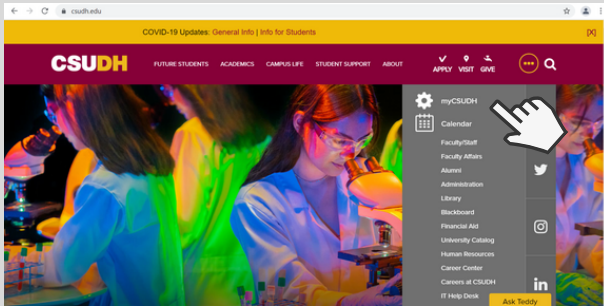 csudh.edu
COVID-19 Updates: General Info | Info for Students [X]
CSUDH FUTURE STUDENTS ACADEMICS CAMPUS LIFE STUDENT SUPPORT ABOUT APPLY VISIT GIVE
myCSUDH
Calendar
Faculty/Staff
Faculty Affairs
Alumni
Administration
Library
Blackboard
Financial Aid
University Catalog
Human Resources
Career Center
Careers at CSUDH
IT Help Desk
in
Ask Teddy